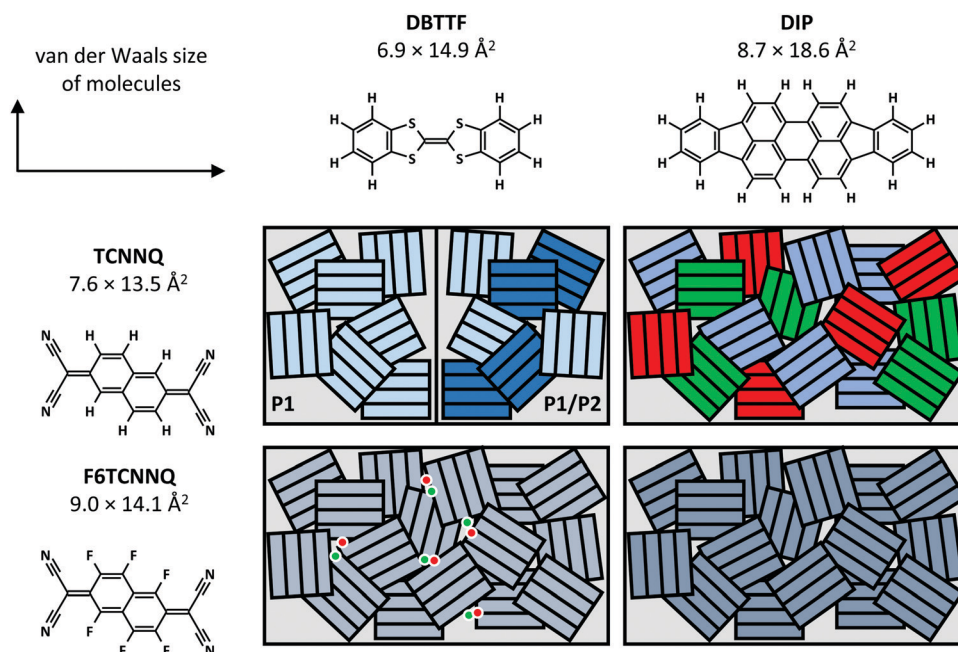 DBTTF
6.9 × 14.9 Å²
DIP
8.7 × 18.6 Å²
van der Waals size
of molecules
H H H H
S S
S S
H H H H
H H H H
H H
H H
H H H H
TCNNQ
7.6 × 13.5 Å²
N N
H H H
H H H
N N
P1
P1/P2
F6TCNNQ
9.0 × 14.1 Å²
N N
F F F
F F F
N N